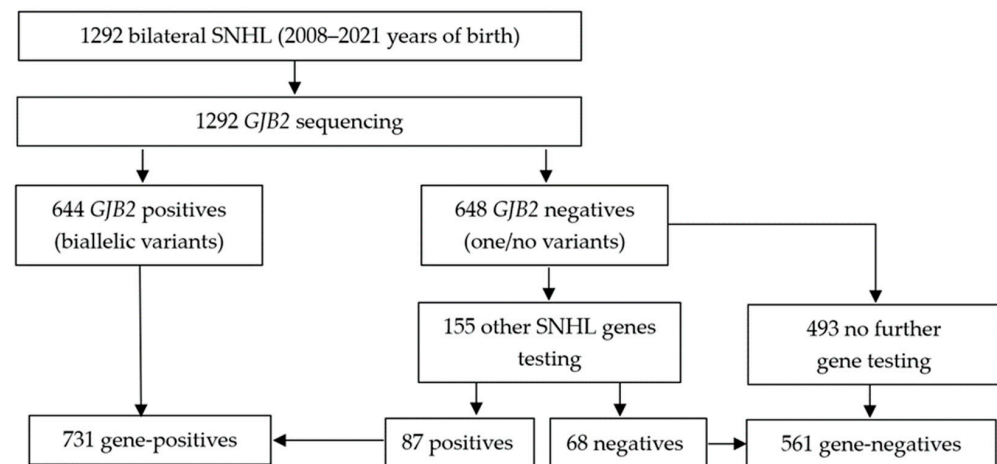 1292 bilateral SNHL (2008–2021 years of birth)
1292 GJB2 sequencing
644 GJB2 positives
(biallelic variants)
648 GJB2 negatives
(one/no variants)
155 other SNHL genes
testing
493 no further
gene testing
731 gene-positives
87 positives
68 negatives
561 gene-negatives